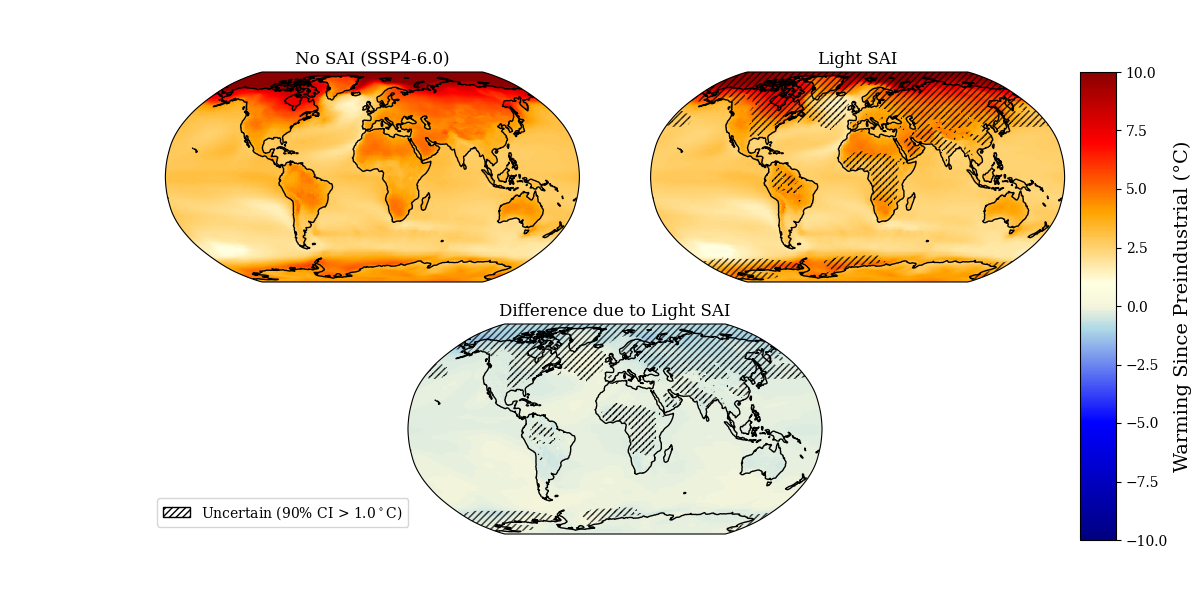 No SAI (SSP4-6.0)
Light SAI
Difference due to Light SAI
Uncertain (90% CI > 1.0°C)
10.0
7.5
5.0
2.5
0.0
−2.5
−5.0
−7.5
−10.0
Warming Since Preindustrial (°C)